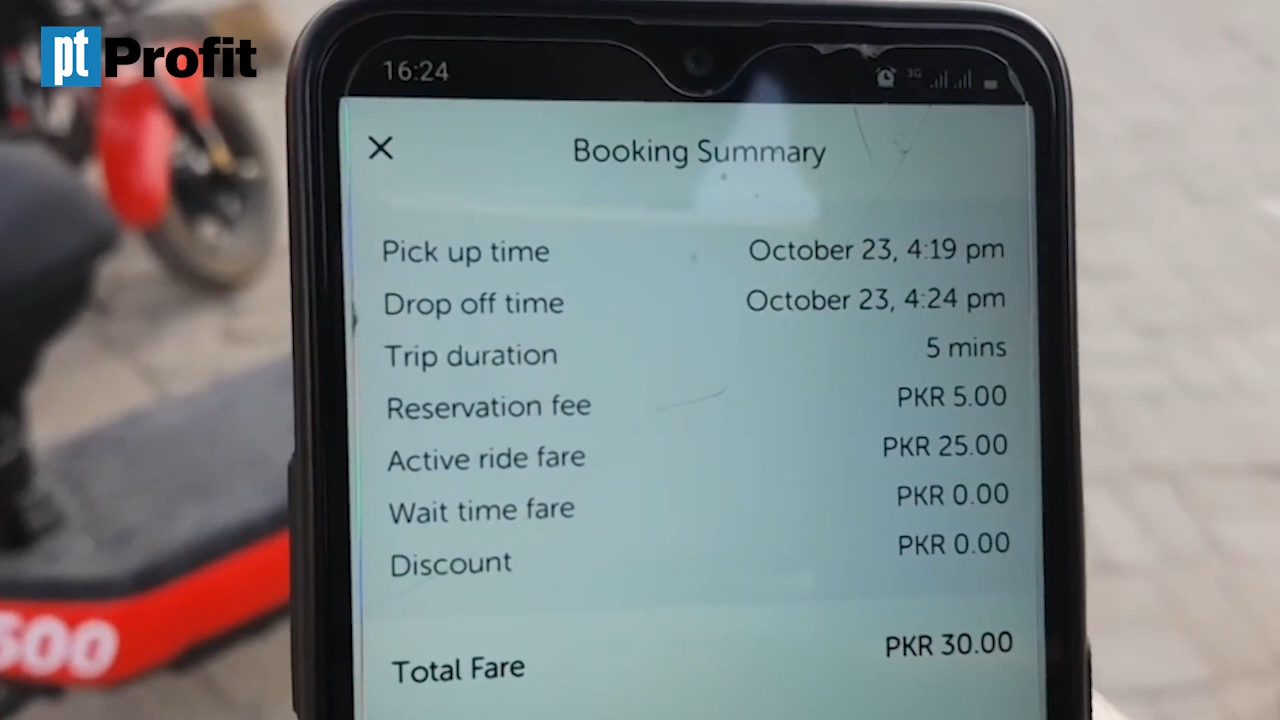 pt Profit
16:24
3G
Booking Summary
Pick up time October 23, 4:19 pm
Drop off time October 23, 4:24 pm
Trip duration 5 mins
Reservation fee PKR 5.00
Active ride fare PKR 25.00
Wait time fare PKR 0.00
Discount PKR 0.00
Total Fare PKR 30.00
500